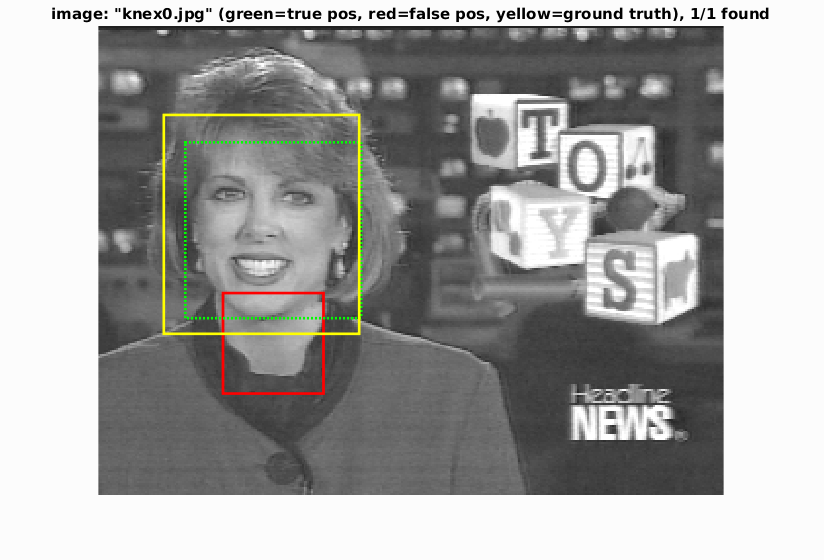 image: "knex0.jpg" (green=true pos, red=false pos, yellow=ground truth), 1/1 found
T
O
Y
S
Headline
NEWS